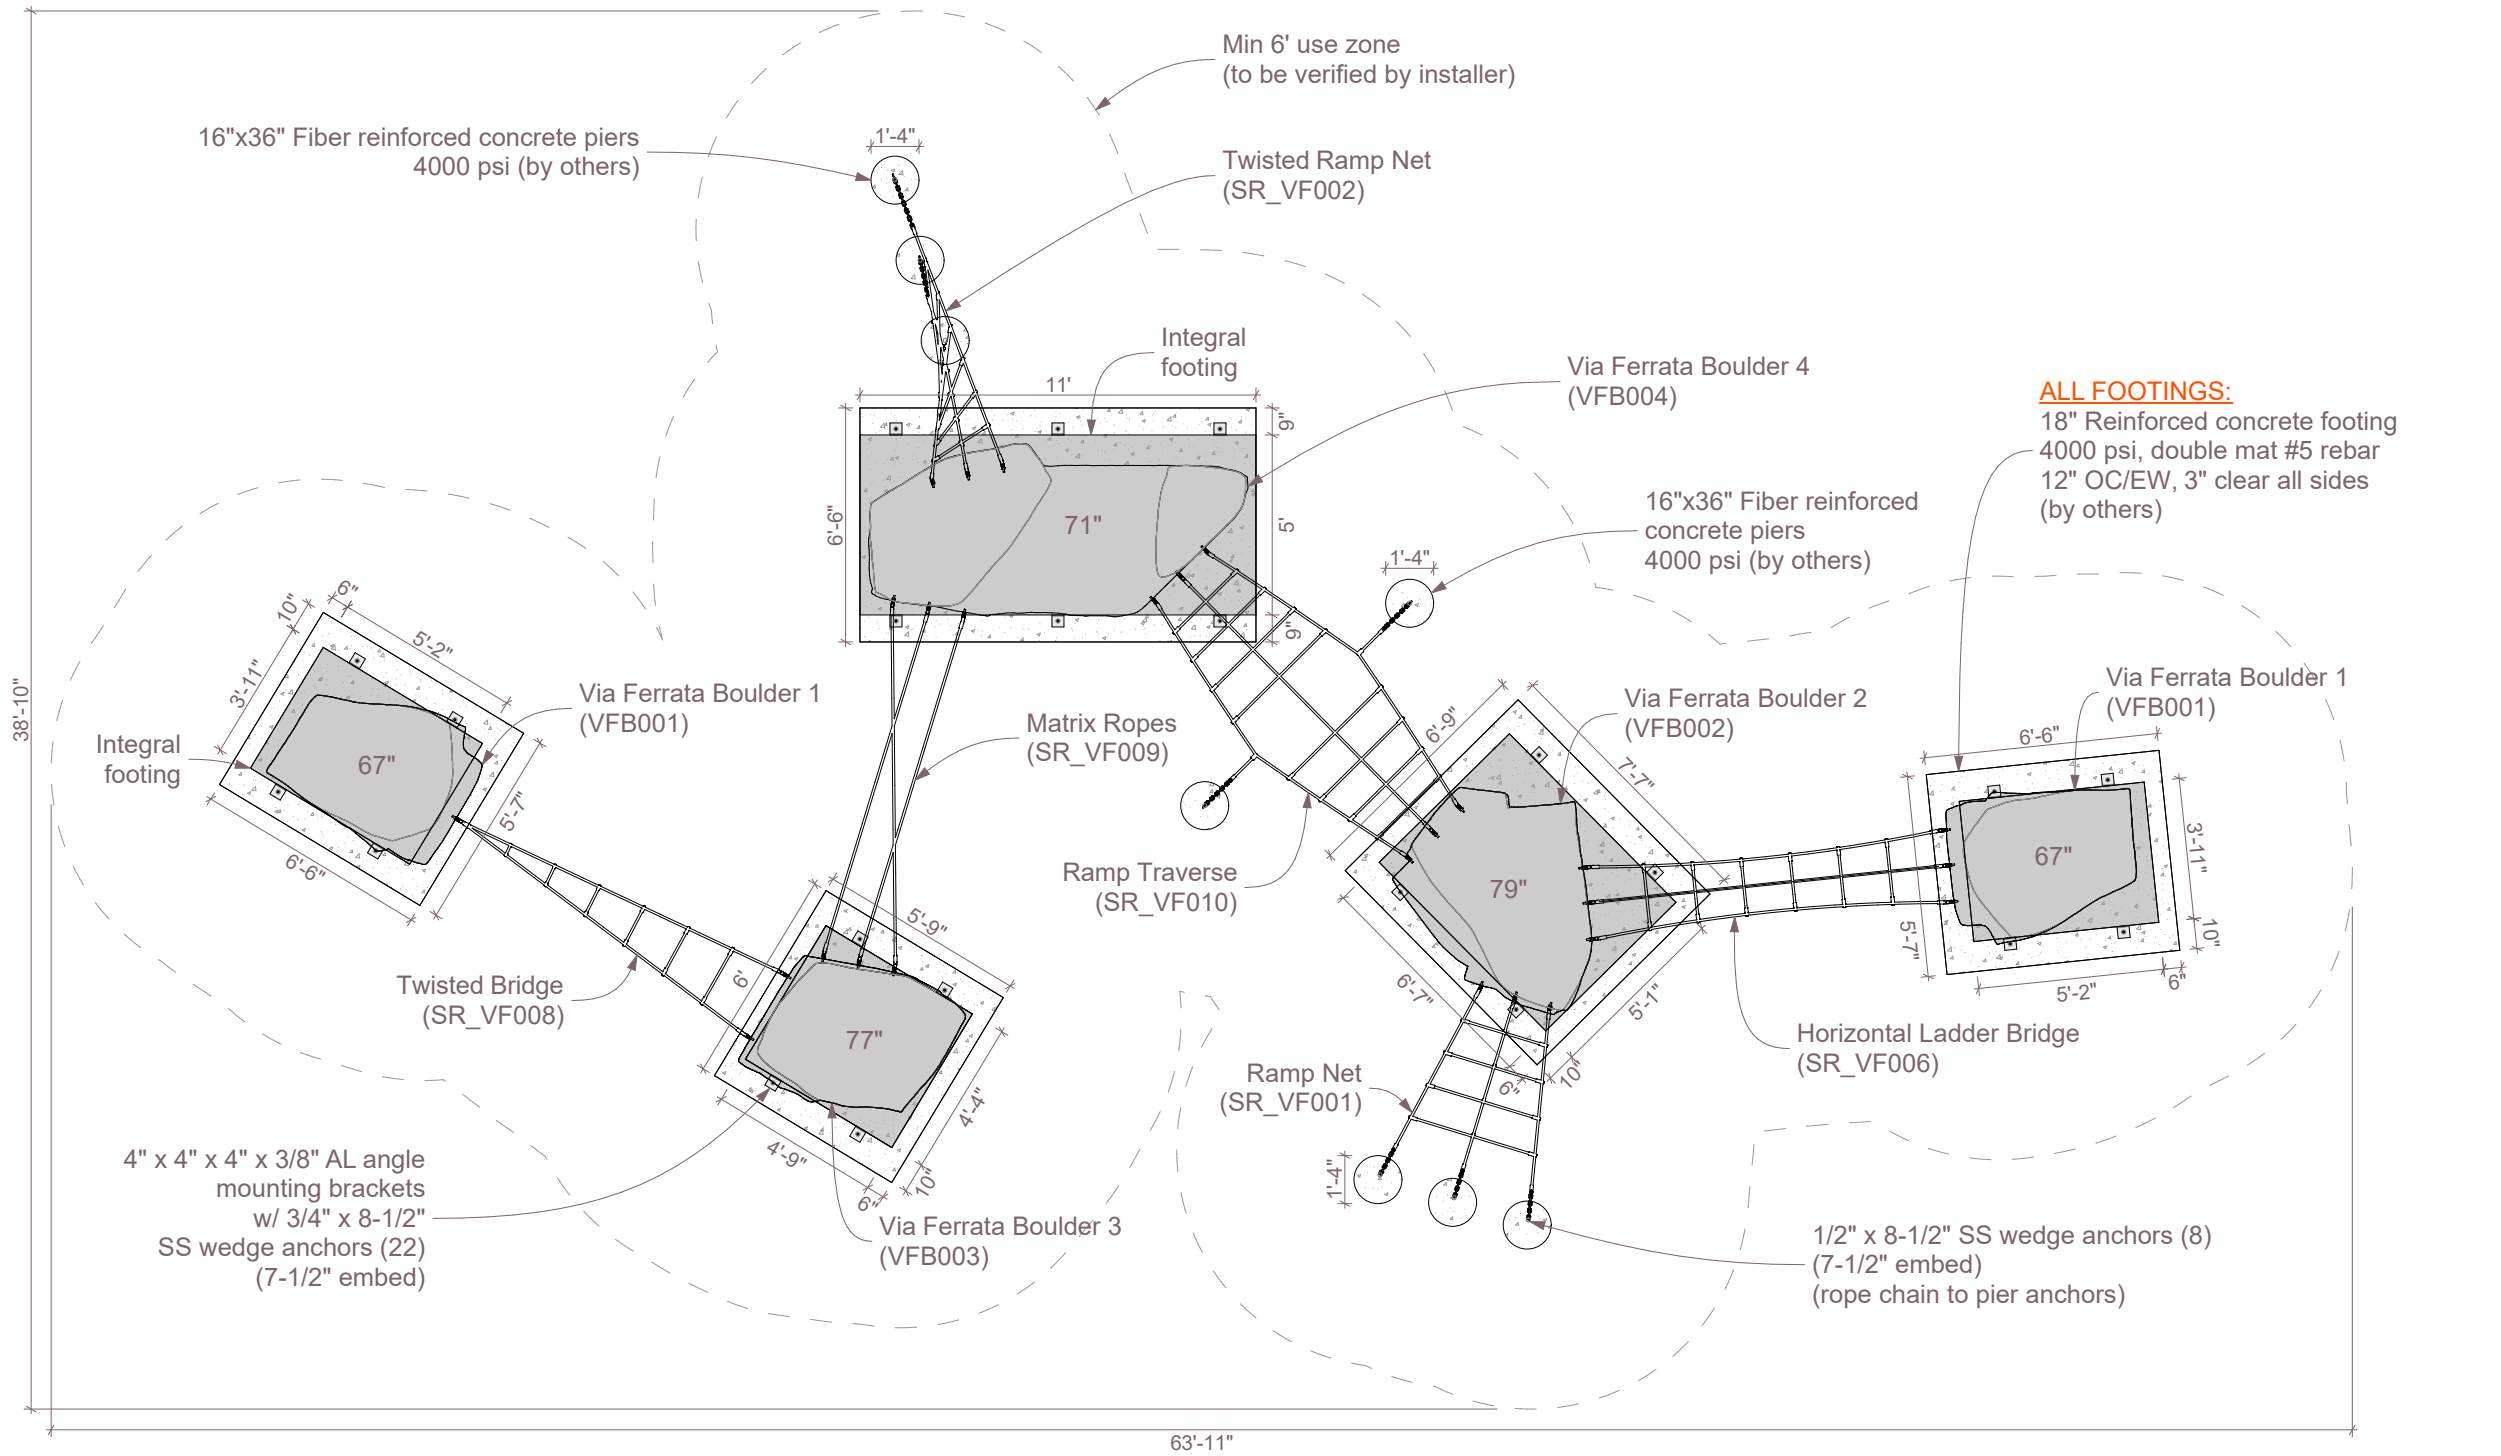 Min 6' use zone
(to be verified by installer)
16"x36" Fiber reinforced concrete piers
4000 psi (by others)
1'-4"
Twisted Ramp Net
(SR_VF002)
Integral
footing
11'
9"
6'-6"
71"
5'
9"
Via Ferrata Boulder 4
(VFB004)
ALL FOOTINGS:
18" Reinforced concrete footing
4000 psi, double mat #5 rebar
12" OC/EW, 3" clear all sides
(by others)
16"x36" Fiber reinforced
concrete piers
4000 psi (by others)
1'-4"
6"
10"
5'-2"
3'-11"
Via Ferrata Boulder 1
(VFB001)
Integral
footing
67"
5'-7"
6'-6"
38'-10"
Matrix Ropes
(SR_VF009)
6'-9"
Via Ferrata Boulder 2
(VFB002)
7'-7"
Via Ferrata Boulder 1
(VFB001)
6'-6"
67"
3'-11"
5'-7"
10"
5'-2"
6"
Ramp Traverse
(SR_VF010)
79"
6'-7"
5'-1"
6"
10"
Twisted Bridge
(SR_VF008)
5'-9"
6'
77"
4'-4"
4'-9"
10"
6"
Horizontal Ladder Bridge
(SR_VF006)
Ramp Net
(SR_VF001)
1'-4"
4" x 4" x 4" x 3/8" AL angle
mounting brackets
w/ 3/4" x 8-1/2"
SS wedge anchors (22)
(7-1/2" embed)
Via Ferrata Boulder 3
(VFB003)
1/2" x 8-1/2" SS wedge anchors (8)
(7-1/2" embed)
(rope chain to pier anchors)
63'-11"